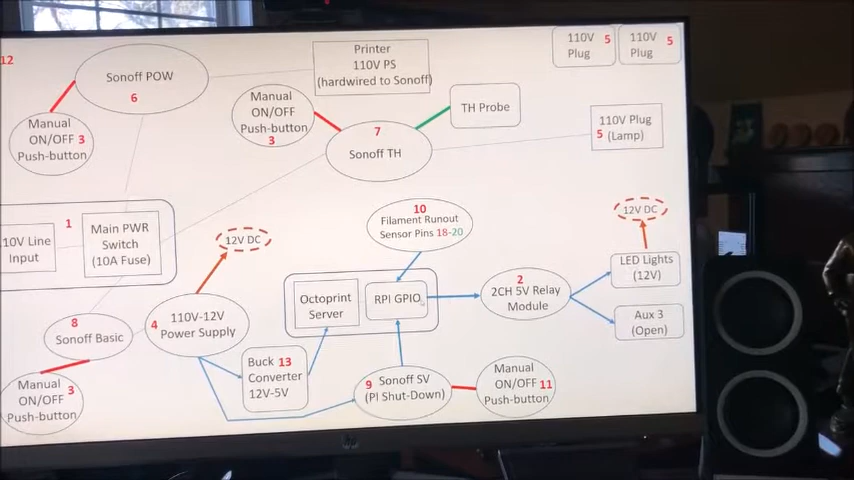 12
Sonoff POW
6
Printer
110V PS
(hardwired to Sonoff)
110V
Plug
5
110V
Plug
5
Manual
ON/OFF 3
Push-button
Manual
ON/OFF
Push-button
3
7
Sonoff TH
TH Probe
110V Plug
5 (Lamp)
1
10V Line
Input
Main PWR
Switch
(10A Fuse)
12V DC
10
Filament Runout
Sensor Pins 18-20
12V DC
LED Lights
(12V)
Octoprint
Server
RPI GPIO
2
2CH 5V Relay
Module
Aux 3
(Open)
8
Sonoff Basic
4
110V-12V
Power Supply
Buck 13
Converter
12V-5V
9 Sonoff SV
(PI Shut-Down)
Manual
ON/OFF 11
Push-button
Manual
ON/OFF 3
Push-button
hp